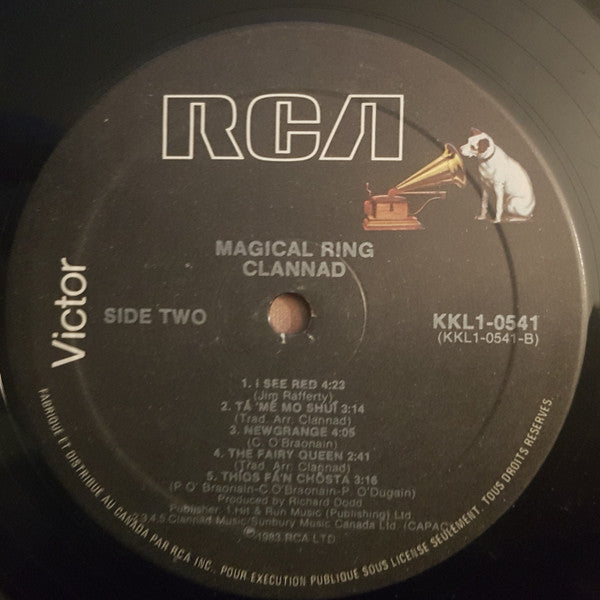 RCA
Victor
MAGICAL RING
CLANNAD
SIDE TWO
KKL1-0541
(KKL1-0541-B)
1
1. I SEE RED 4:23
(Jim Rafferty)
2. TÁ 'MÉ MO SHUÍ 3:14
(Trad. Arr. Clannad)
3. NEWGRANGE 4:05
(C. O'Braonain)
4. THE FAIRY QUEEN 2:41
(Trad. Arr. Clannad)
5. THÍOS FÁ'N CHÓSTA 3:16
(P O' Braonain-C O'Braonain-P. O'Dugain)
Produced by Richard Dodd
Publisher 1.Hit & Run Music (Publishing) Ltd
2.3.4.5 Clannad Music/Sunbury Music Canada Ltd. (CAPAC)
℗1983 RCA LTD
FABRIQUÉ ET DISTRIBUÉ AU CANADA PAR RCA INC., POUR EXÉCUTION PUBLIQUE SOUS LICENSE SEULEMENT. TOUS DROITS RESERVES.